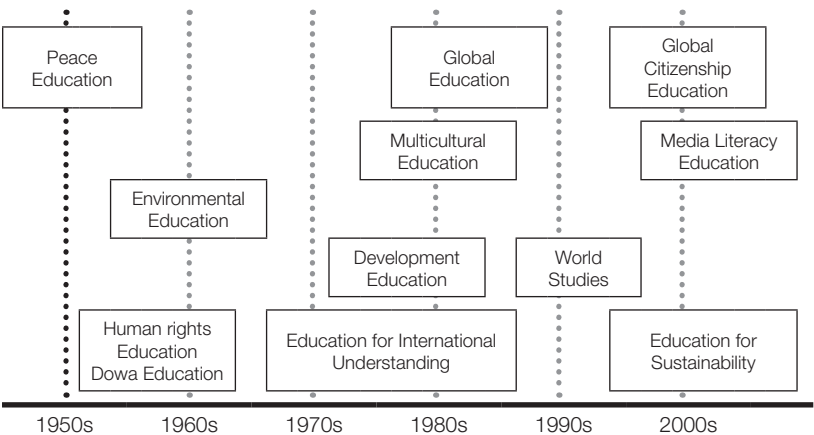 Peace
Education
Global
Education
Global
Citizenship
Education
Multicultural
Education
Media Literacy
Education
Environmental
Education
Development
Education
World
Studies
Human rights
Education
Dowa Education
Education for International
Understanding
Education for
Sustainability
1950s 1960s 1970s 1980s 1990s 2000s